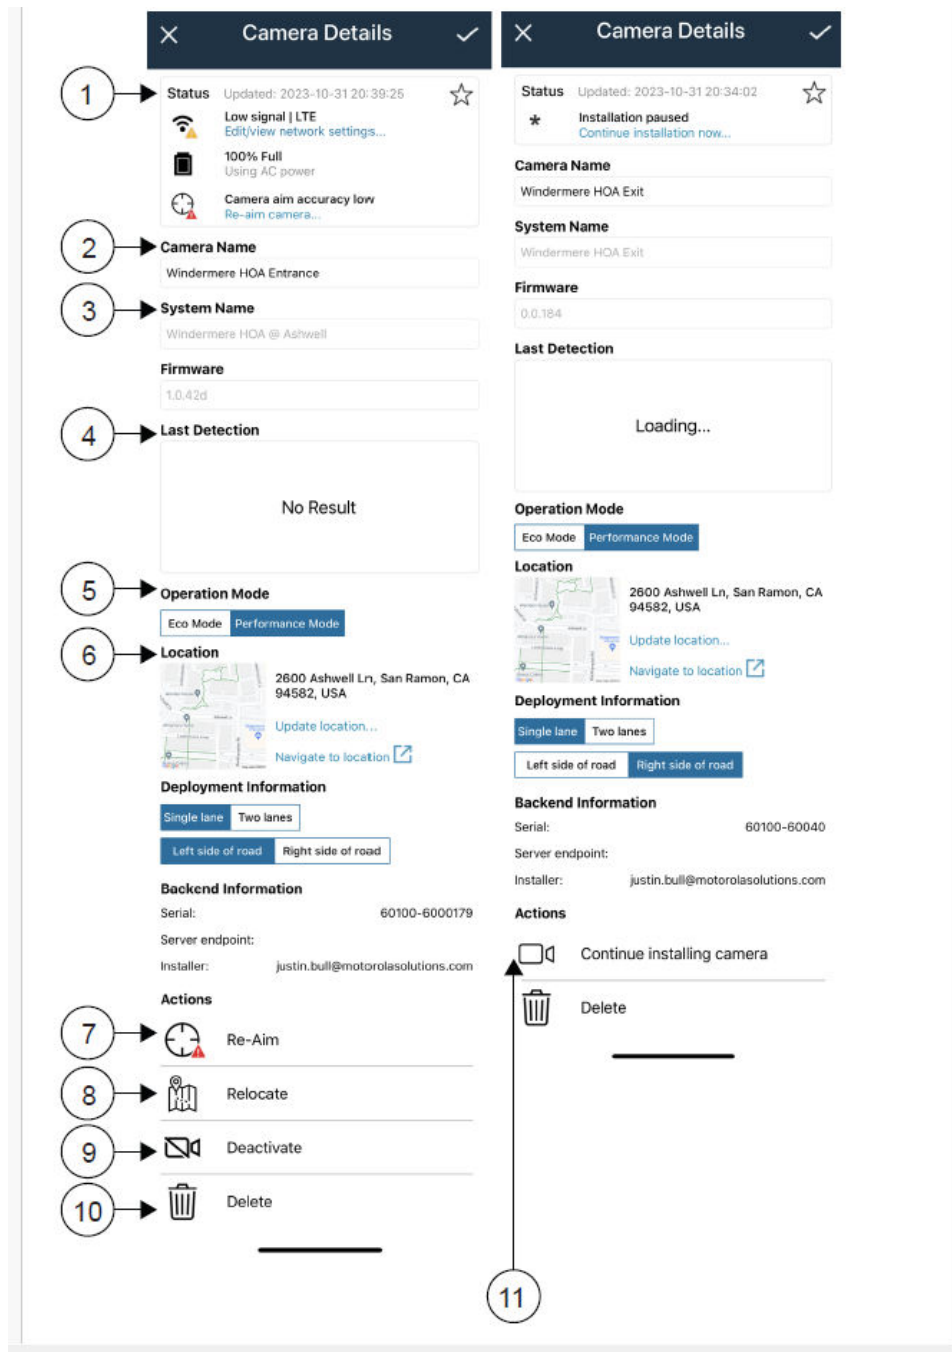 Camera Details
1
Status Updated: 2023-10-31 20:39:25
Low signal | LTE
Edit/view network settings...
100% Full
Using AC power
Camera aim accuracy low
Re-aim camera...
2
Camera Name
Windermere HOA Entrance
3
System Name
Windermere HOA @ Ashwell
Firmware
1.0.42d
4
Last Detection
No Result
5
Operation Mode
Eco Mode Performance Mode
6
Location
2600 Ashwell Ln, San Ramon, CA
94582, USA
Update location...
Navigate to location
Deployment Information
Single lane Two lanes
Left side of road Right side of road
Backend Information
Serial: 60100-6000179
Server endpoint:
Installer: justin.bull@motorolasolutions.com
Actions
7
Re-Aim
8
Relocate
9
Deactivate
10
Delete
Camera Details
Status Updated: 2023-10-31 20:34:02
* Installation paused
Continue installation now...
Camera Name
Windermere HOA Exit
System Name
Windermere HOA Exit
Firmware
0.0.184
Last Detection
Loading...
Operation Mode
Eco Mode Performance Mode
Location
2600 Ashwell Ln, San Ramon, CA
94582, USA
Update location...
Navigate to location
Deployment Information
Single lane Two lanes
Left side of road Right side of road
Backend Information
Serial: 60100-60040
Server endpoint:
Installer: justin.bull@motorolasolutions.com
Actions
Continue installing camera
Delete
11